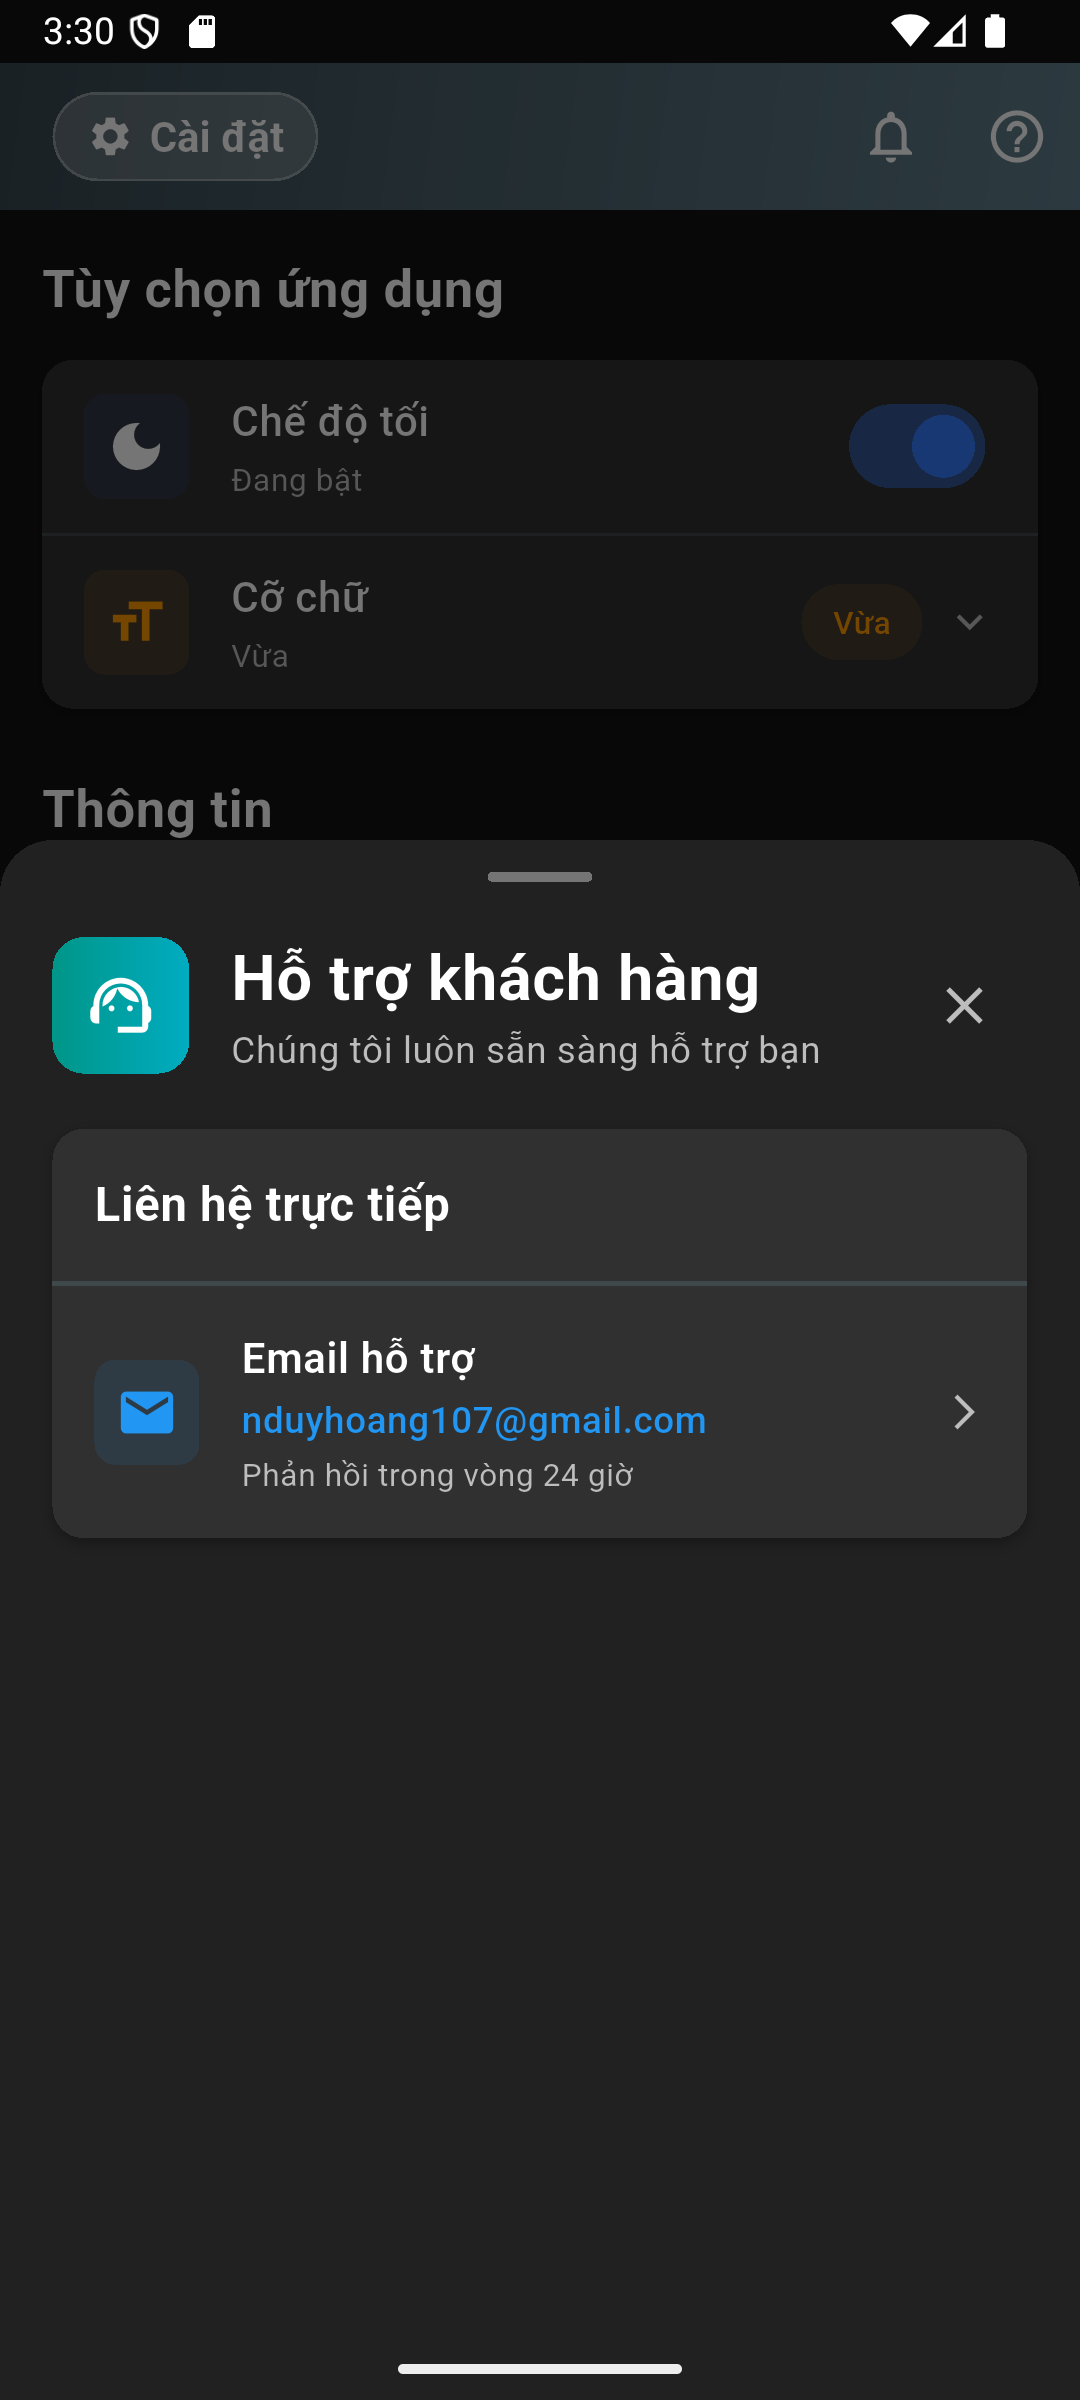 3:30
Cài đặt
Tùy chọn ứng dụng
Chế độ tối
Đang bật
Cỡ chữ
Vừa
Vừa
Thông tin
Hỗ trợ khách hàng
Chúng tôi luôn sẵn sàng hỗ trợ bạn
Liên hệ trực tiếp
Email hỗ trợ
nduyhoang107@gmail.com
Phản hồi trong vòng 24 giờ